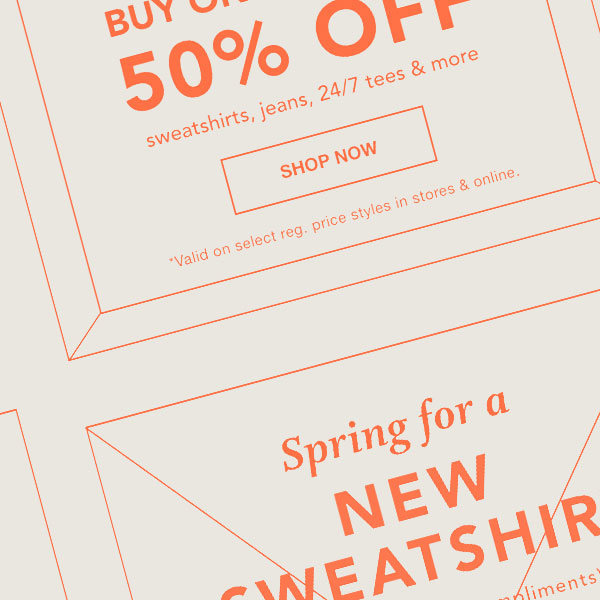 BUY
50% OFF
sweatshirts, jeans, 24/7 tees & more
SHOP NOW
*Valid on select reg. price styles in stores & online.
Spring for a
NEW